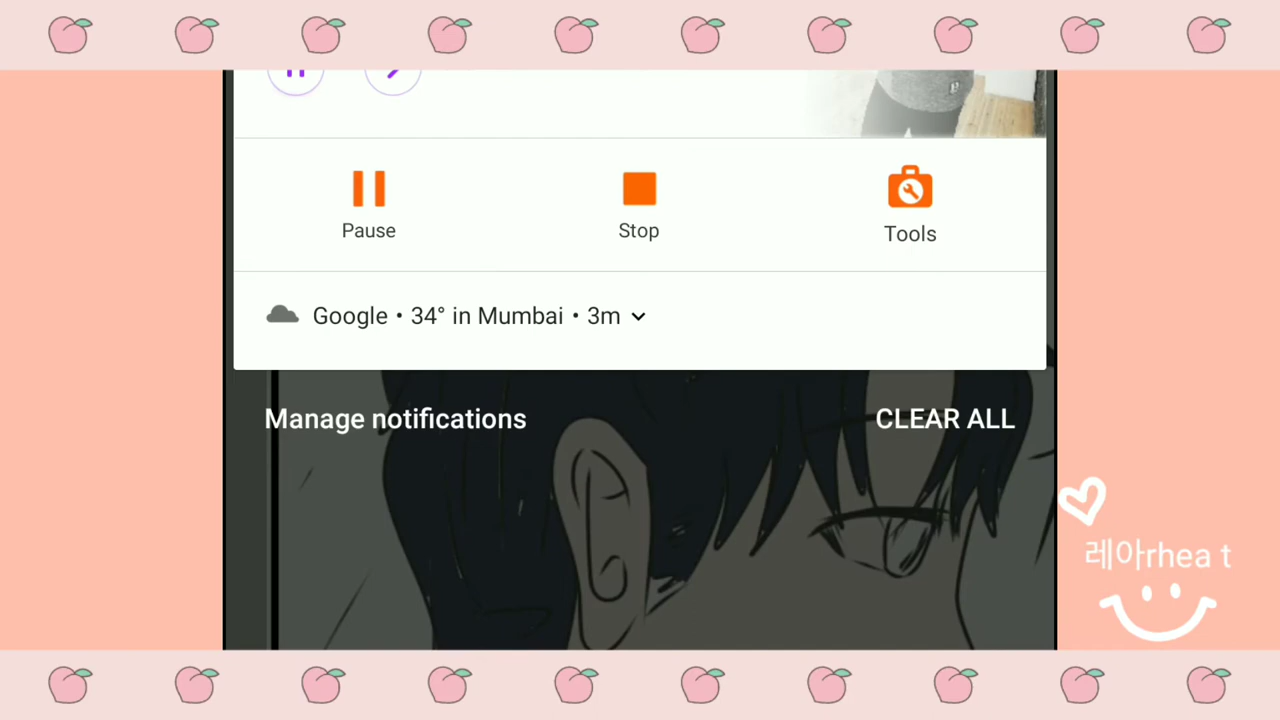 Pause
Stop
Tools
Google • 34° in Mumbai • 3m
Manage notifications
CLEAR ALL
레아rhea t